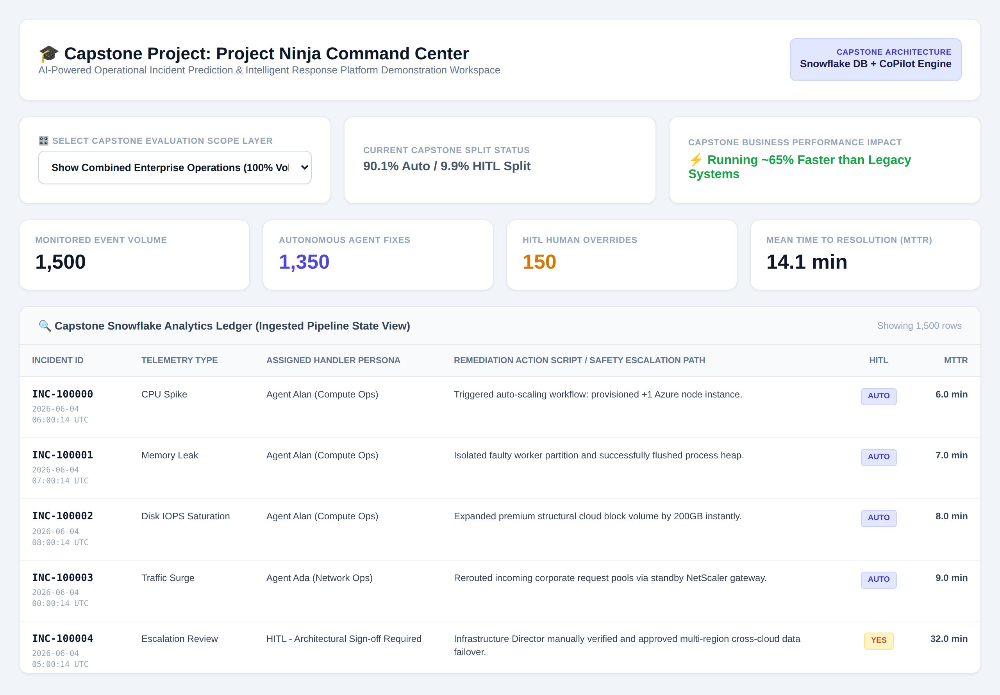 🎓 Capstone Project: Project Ninja Command Center
AI-Powered Operational Incident Prediction & Intelligent Response Platform Demonstration Workspace
CAPSTONE ARCHITECTURE
Snowflake DB + CoPilot Engine
🎛️ SELECT CAPSTONE EVALUATION SCOPE LAYER
Show Combined Enterprise Operations (100% Vol
CURRENT CAPSTONE SPLIT STATUS
90.1% Auto / 9.9% HITL Split
CAPSTONE BUSINESS PERFORMANCE IMPACT
⚡ Running ~65% Faster than Legacy
Systems
MONITORED EVENT VOLUME
1,500
AUTONOMOUS AGENT FIXES
1,350
HITL HUMAN OVERRIDES
150
MEAN TIME TO RESOLUTION (MTTR)
14.1 min
🔍 Capstone Snowflake Analytics Ledger (Ingested Pipeline State View)
Showing 1,500 rows
INCIDENT ID TELEMETRY TYPE ASSIGNED HANDLER PERSONA REMEDIATION ACTION SCRIPT / SAFETY ESCALATION PATH HITL MTTR
INC-100000 CPU Spike Agent Alan (Compute Ops) Triggered auto-scaling workflow: provisioned +1 Azure node instance. AUTO 6.0 min
2026-06-04
06:00:14 UTC
INC-100001 Memory Leak Agent Alan (Compute Ops) Isolated faulty worker partition and successfully flushed process heap. AUTO 7.0 min
2026-06-04
07:00:14 UTC
INC-100002 Disk IOPS Saturation Agent Alan (Compute Ops) Expanded premium structural cloud block volume by 200GB instantly. AUTO 8.0 min
2026-06-04
08:00:14 UTC
INC-100003 Traffic Surge Agent Ada (Network Ops) Rerouted incoming corporate request pools via standby NetScaler gateway. AUTO 9.0 min
2026-06-04
00:00:14 UTC
INC-100004 Escalation Review HITL - Architectural Sign-off Required Infrastructure Director manually verified and approved multi-region cross-cloud data YES 32.0 min
failover.
2026-06-04
05:00:14 UTC